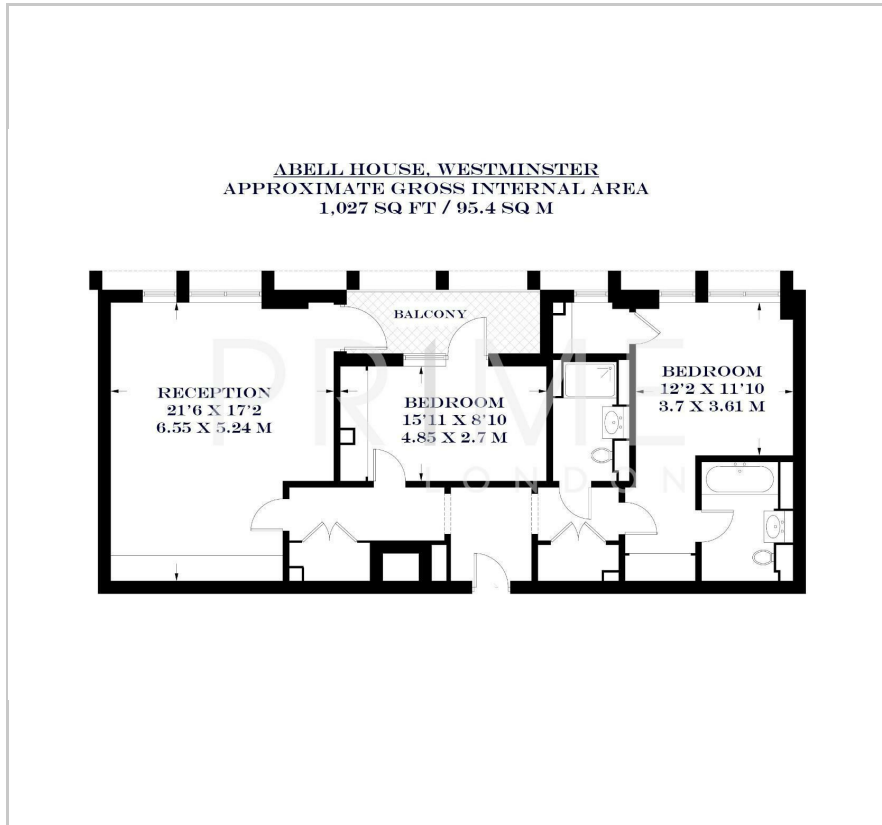 ABELL HOUSE, WESTMINSTER
APPROXIMATE GROSS INTERNAL AREA
1,027 SQ FT / 95.4 SQ M
BALCONY
RECEPTION
21'6 X 17'2
6.55 X 5.24 M
BEDROOM
15'11 X 8'10
4.85 X 2.7 M
BEDROOM
12'2 X 11'10
3.7 X 3.61 M
PRIME
LONDON